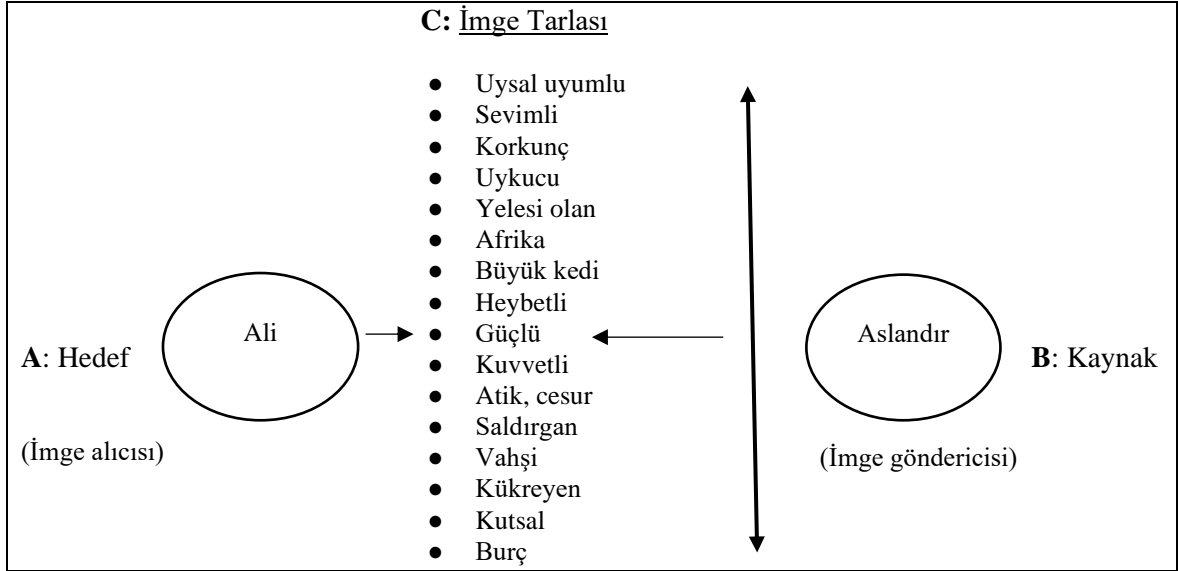 C: İmge Tarlası
● Uysal uyumlu
● Sevimli
● Korkunç
● Uykucu
● Yelesi olan
● Afrika
● Büyük kedi
● Heybetli
● Güçlü
● Kuvvetli
● Atik, cesur
● Saldırgan
● Vahşi
● Kükreyen
● Kutsal
● Burç
Ali
A: Hedef
(İmge alıcısı)
Aslandır
B: Kaynak
(İmge göndericisi)